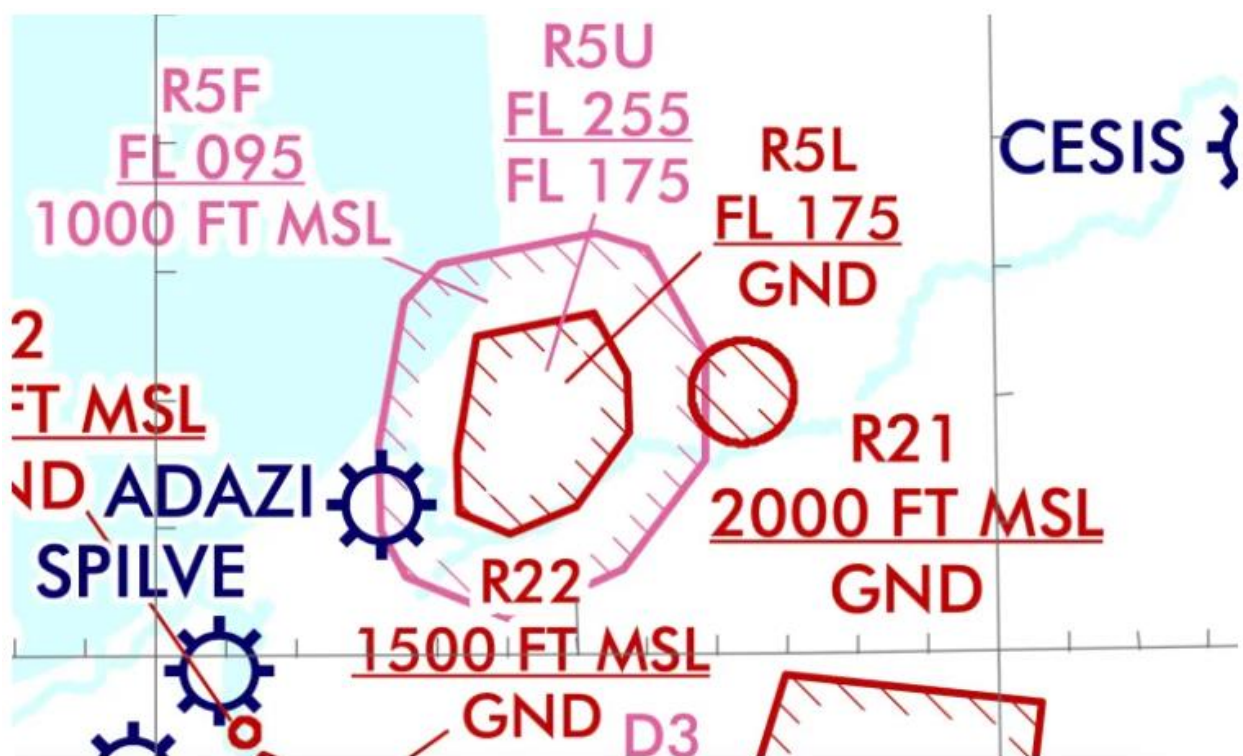 R5F
FL 095
1000 FT MSL
R5U
FL 255
FL 175
R5L
FL 175
GND
CESIS
2
FT MSL
ND
ADAZI
SPILVE
R21
2000 FT MSL
GND
R22
1500 FT MSL
GND
D3